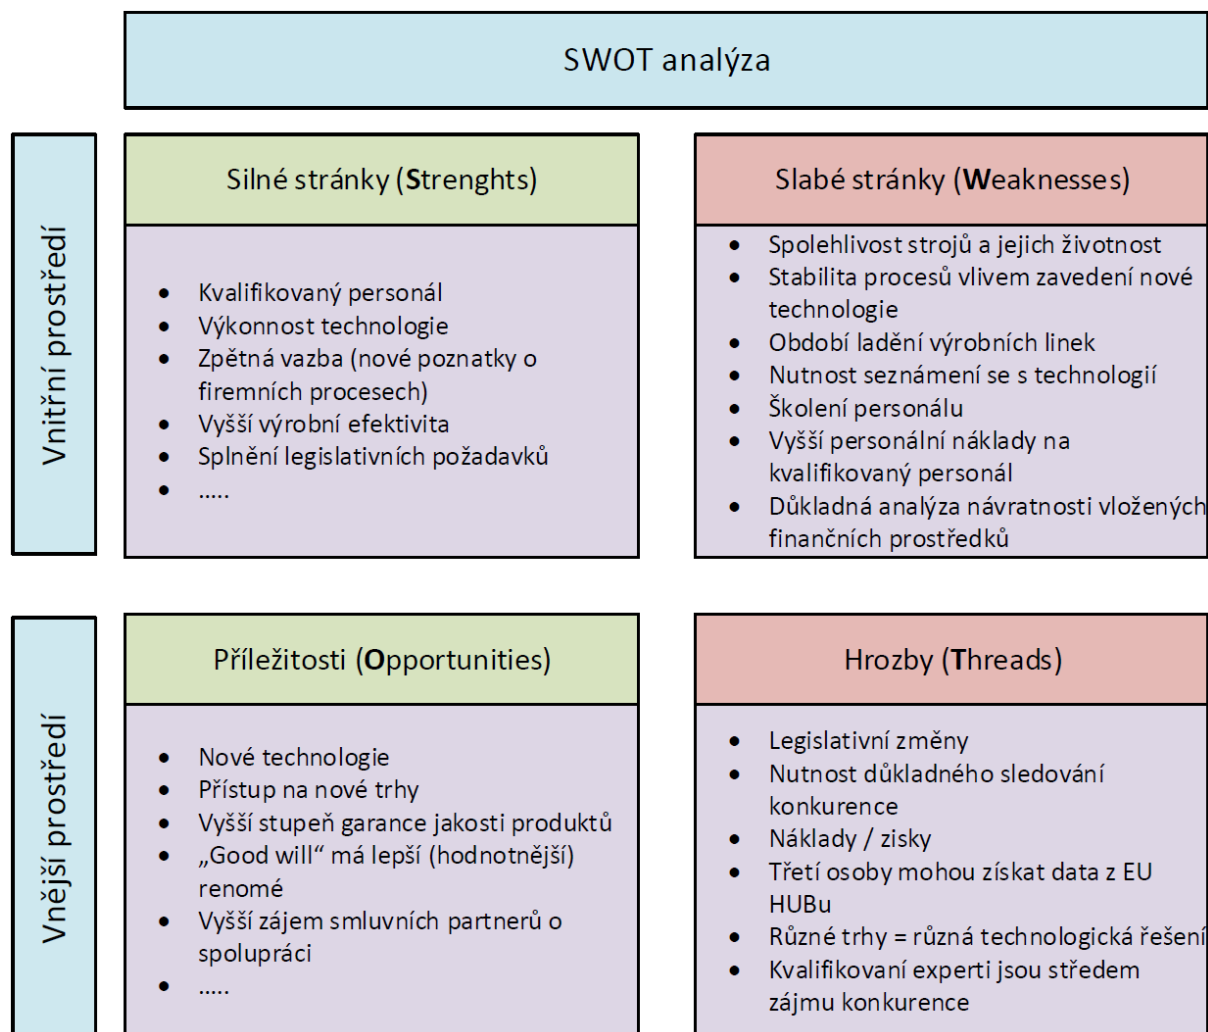 SWOT analýza
Vnitřní prostředí
Silné stránky (Strenghts)
• Kvalifikovaný personál
• Výkonnost technologie
• Zpětná vazba (nové poznatky o
firemních procesech)
• Vyšší výrobní efektivita
• Splnění legislativních požadavků
• .....
Slabé stránky (Weaknesses)
• Spolehlivost strojů a jejich životnost
• Stabilita procesů vlivem zavedení nové
technologie
• Období ladění výrobních linek
• Nutnost seznámení se s technologií
• Školení personálu
• Vyšší personální náklady na
kvalifikovaný personál
• Důkladná analýza návratnosti vložených
finančních prostředků
Vnější prostředí
Příležitosti (Opportunities)
• Nové technologie
• Přístup na nové trhy
• Vyšší stupeň garance jakosti produktů
• „Good will“ má lepší (hodnotnější)
renomé
• Vyšší zájem smluvních partnerů o
spolupráci
• .....
Hrozby (Threads)
• Legislativní změny
• Nutnost důkladného sledování
konkurence
• Náklady / zisky
• Třetí osoby mohou získat data z EU
HUBu
• Různé trhy = různá technologická řešení
• Kvalifikovaní experti jsou středem
zájmu konkurence